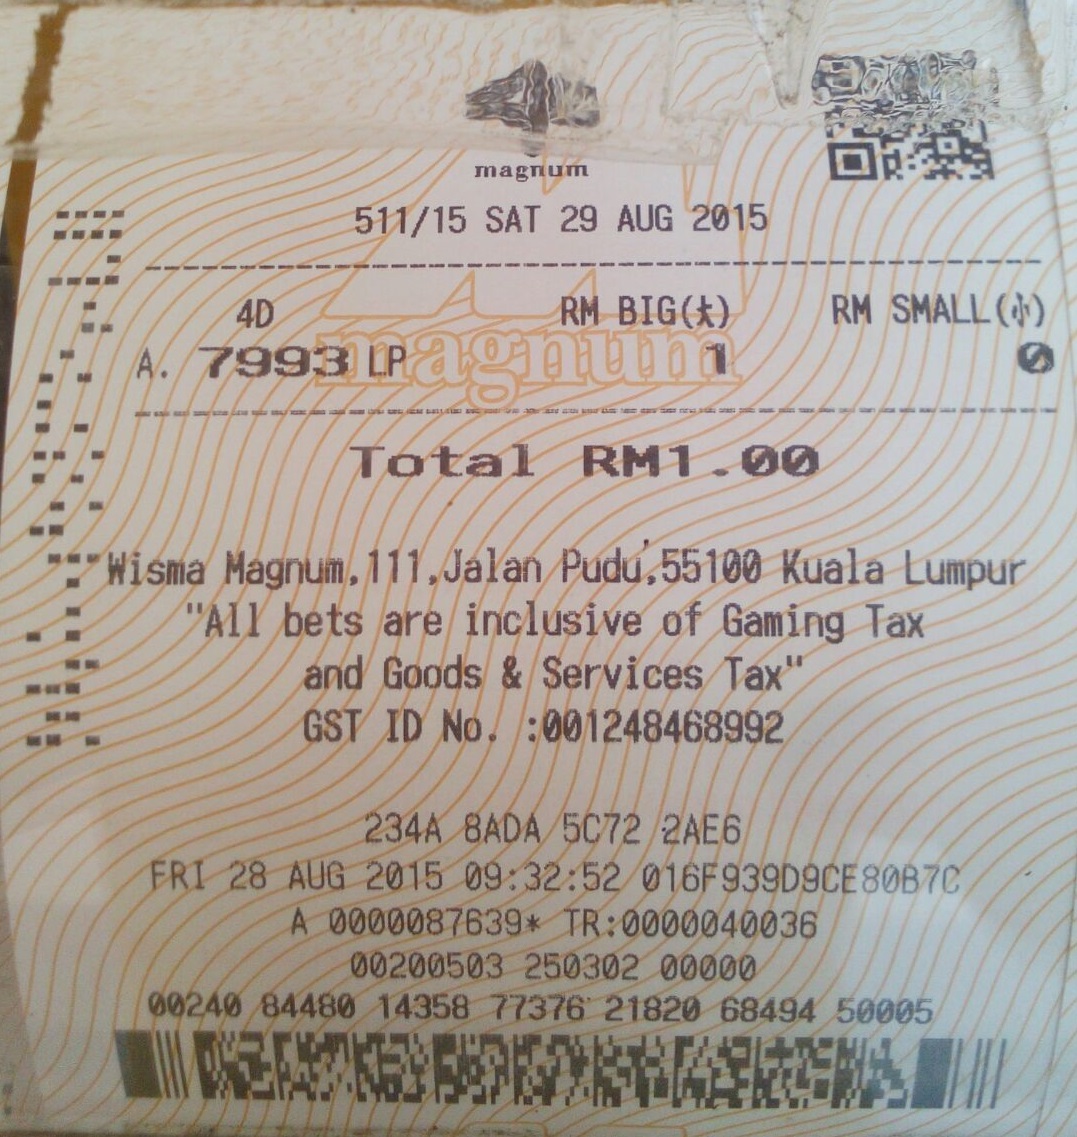 magnum
511/15 SAT 29 AUG 2015
4D RM BIG(大) RM SMALL(小)
A. 7993 LP 1 0
magnum
Total RM1.00
Wisma Magnum,111,Jalan Pudu,55100 Kuala Lumpur
"All bets are inclusive of Gaming Tax
and Goods & Services Tax"
GST ID No. :001248468992
234A 8ADA 5C72 2AE6
FRI 28 AUG 2015 09:32:52 016F939D9CE80B7C
A 0000087639* TR:0000040036
00200503 250302 00000
00240 84480 14358 77376 21820 68494 50005